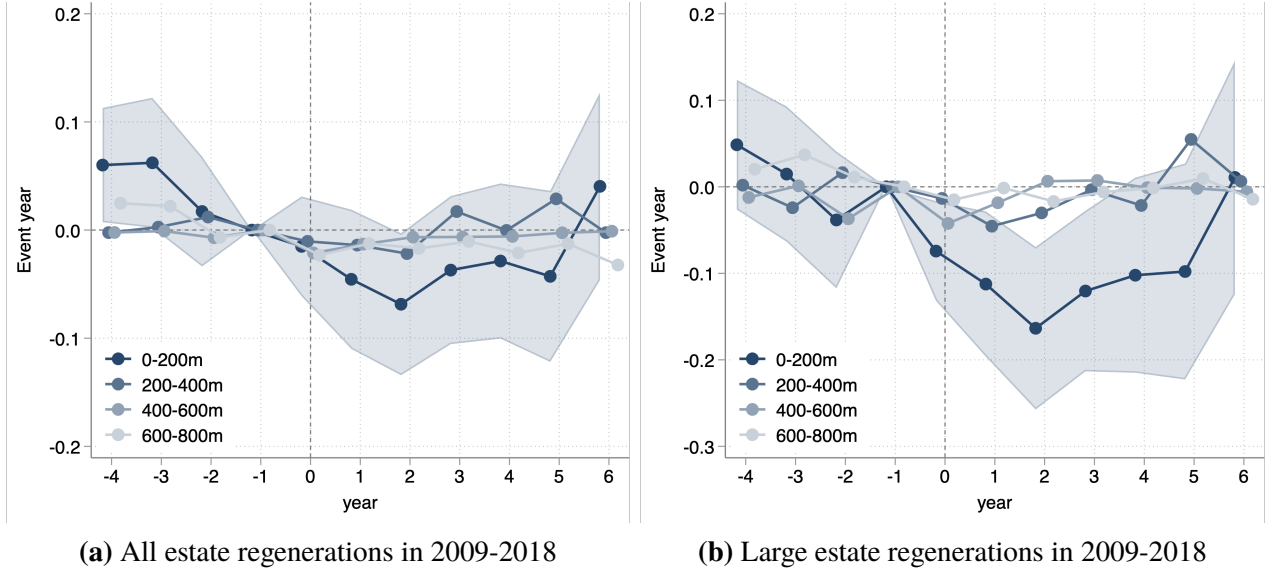 0.2
0.1
0.0
-0.1
-0.2
Event year
-4 -3 -2 -1 0 1 2 3 4 5 6
year
0-200m
200-400m
400-600m
600-800m
(a) All estate regenerations in 2009-2018
0.2
0.1
0.0
-0.1
-0.2
-0.3
Event year
-4 -3 -2 -1 0 1 2 3 4 5 6
year
0-200m
200-400m
400-600m
600-800m
(b) Large estate regenerations in 2009-2018